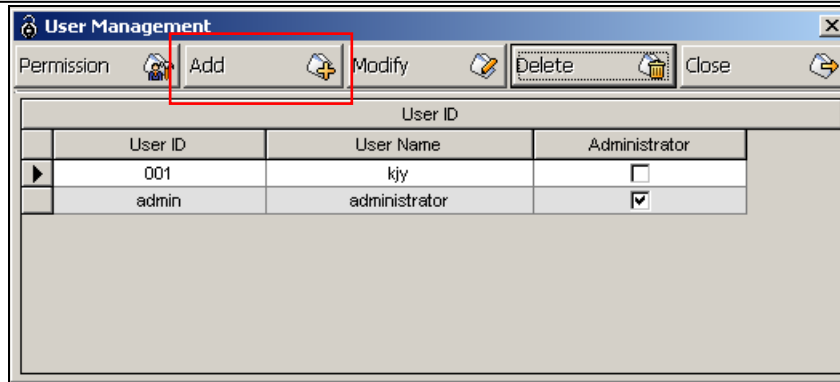 User Management
Permission Add Modify Delete Close
User ID
User ID User Name Administrator
001 kjy
admin administrator